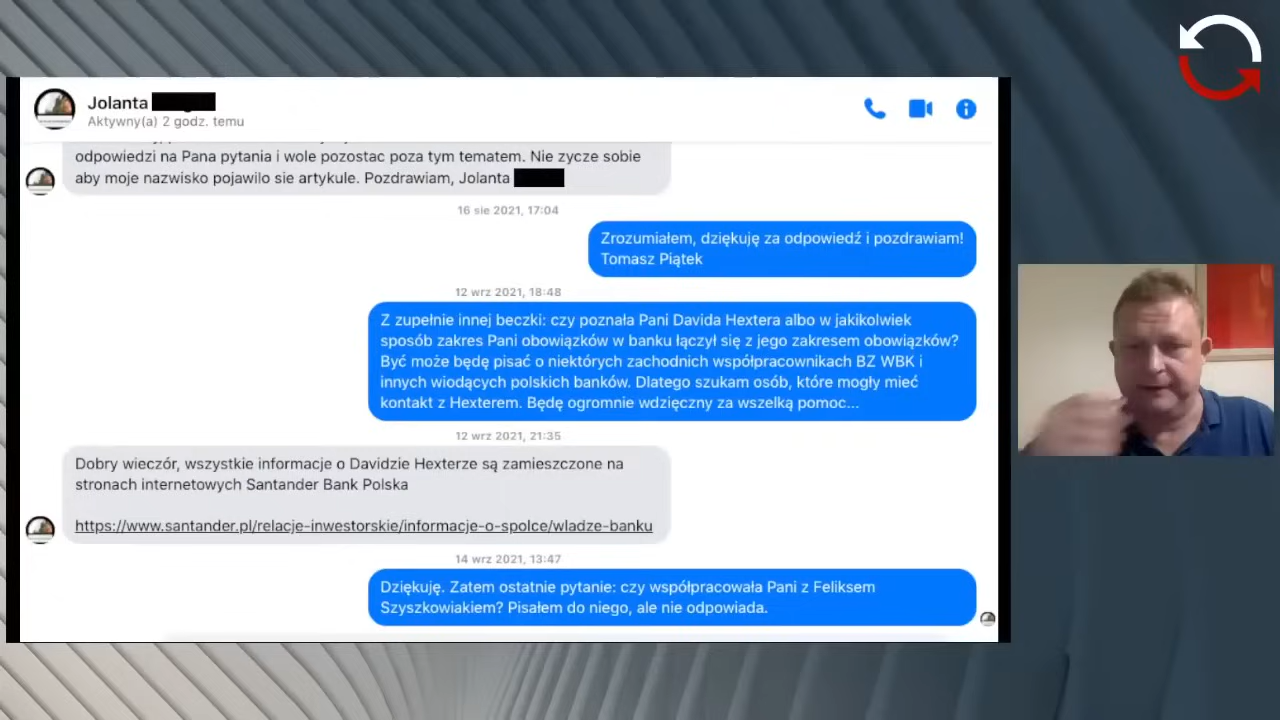 Jolanta
Aktywny(a) 2 godz. temu
odpowiedzi na Pana pytania i wole pozostac poza tym tematem. Nie zycze sobie
aby moje nazwisko pojawilo sie artykule. Pozdrawiam, Jolanta
16 sie 2021, 17:04
Zrozumiałem, dziękuję za odpowiedź i pozdrawiam!
Tomasz Piątek
12 wrz 2021, 18:48
Z zupełnie innej beczki: czy poznała Pani Davida Hextera albo w jakikolwiek
sposób zakres Pani obowiązków w banku łączył się z jego zakresem obowiązków?
Być może będę pisać o niektórych zachodnich współpracownikach BZ WBK i
innych wiodących polskich banków. Dlatego szukam osób, które mogły mieć
kontakt z Hexterem. Będę ogromnie wdzięczny za wszelką pomoc...
12 wrz 2021, 21:35
Dobry wieczór, wszystkie informacje o Davidzie Hexterze są zamieszczone na
stronach internetowych Santander Bank Polska
https://www.santander.pl/relacje-inwestorskie/informacje-o-spolce/wladze-banku
14 wrz 2021, 13:47
Dziękuję. Zatem ostatnie pytanie: czy współpracowała Pani z Feliksem
Szyszkowiakiem? Pisałem do niego, ale nie odpowiada.